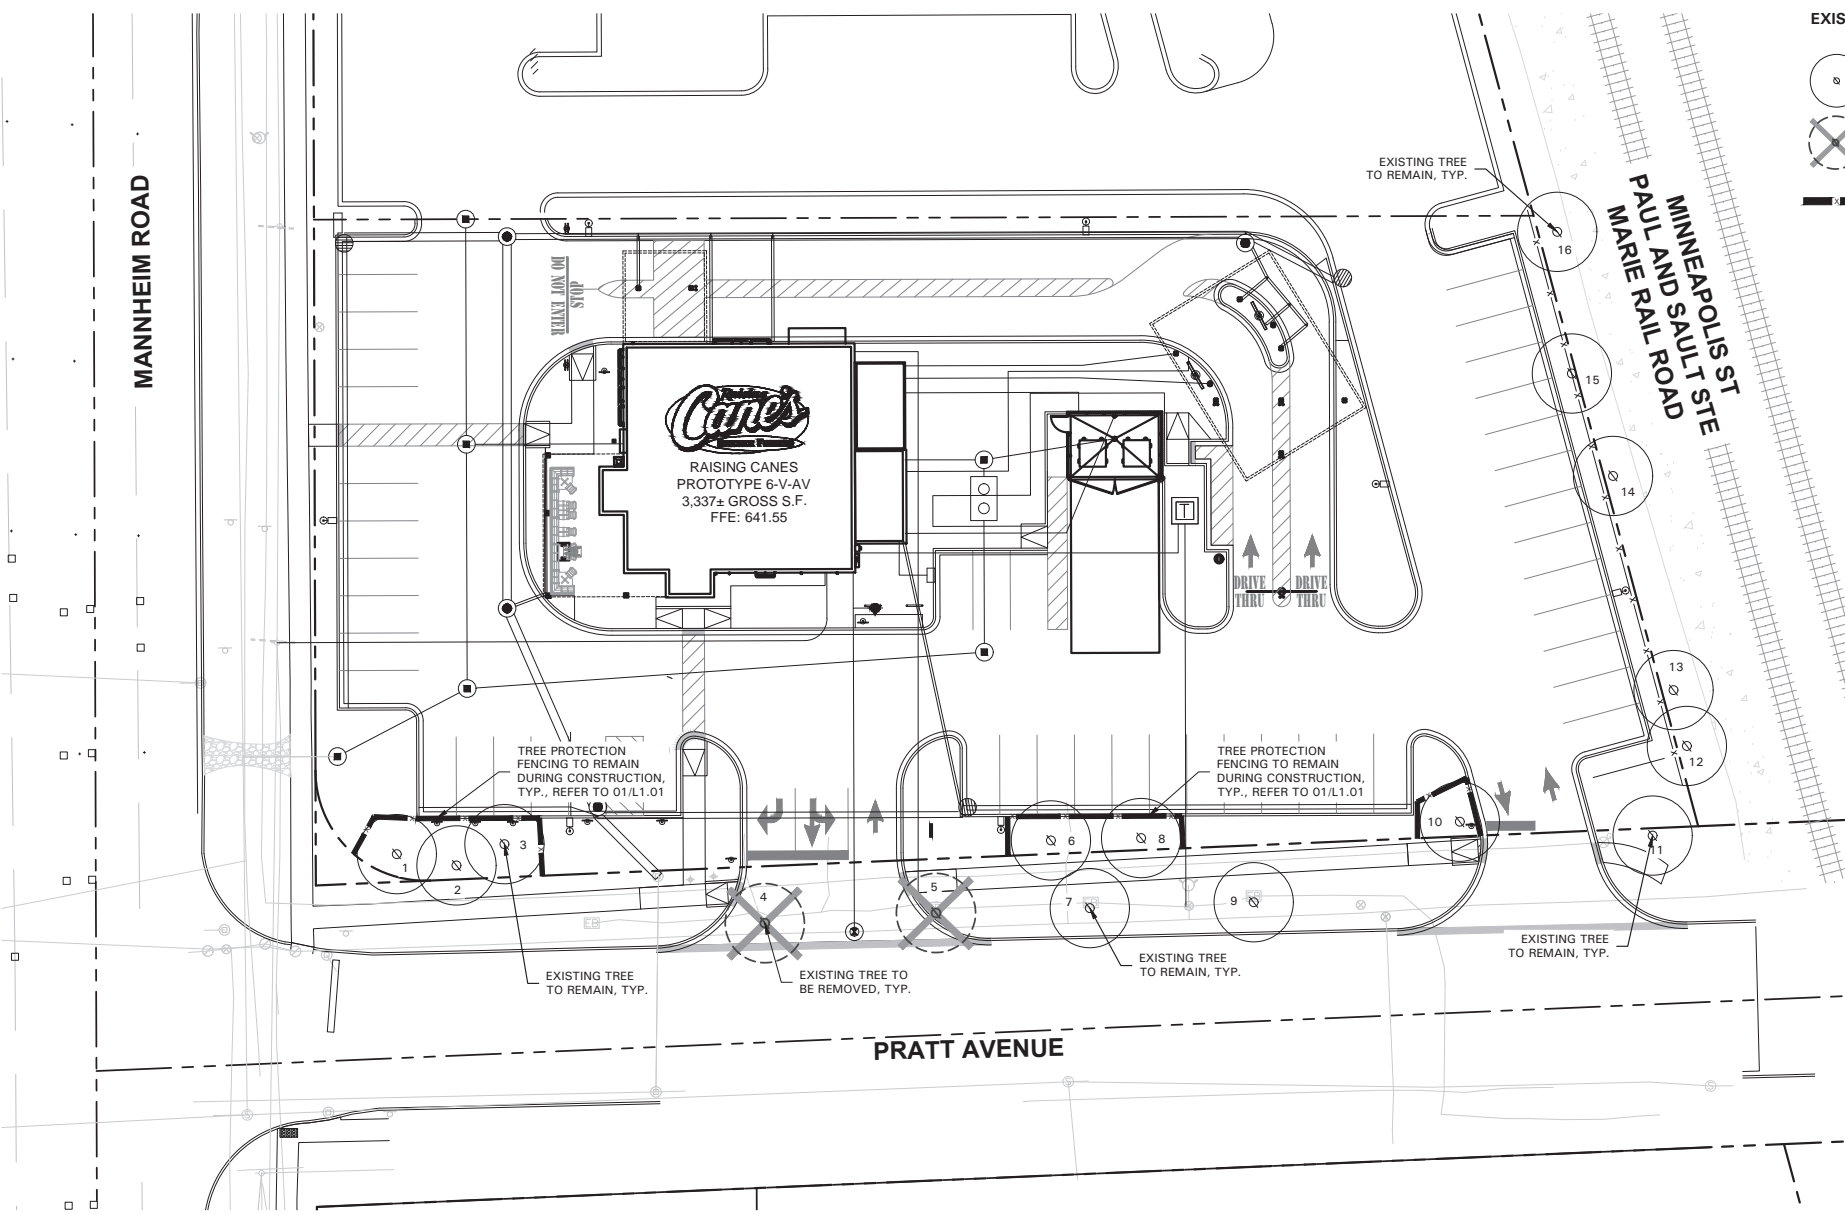 EXIS
EXISTING TREE
TO REMAIN, TYP.
MANNHEIM ROAD
MINNEAPOLIS ST
PAUL AND SAULT STE
MARIE RAIL ROAD
16
DO NOT ENTER
STOP
15
Raising
Cane's
RAISING CANES
PROTOTYPE 6-V-AV
3,337± GROSS S.F.
FFE: 641.55
14
T
DRIVE
THRU
DRIVE
THRU
13
12
TREE PROTECTION
FENCING TO REMAIN
DURING CONSTRUCTION,
TYP., REFER TO 01/L1.01
TREE PROTECTION
FENCING TO REMAIN
DURING CONSTRUCTION,
TYP., REFER TO 01/L1.01
1
2
3
4
5
6
7
8
9
10
11
EXISTING TREE
TO REMAIN, TYP.
EXISTING TREE TO
BE REMOVED, TYP.
EXISTING TREE
TO REMAIN, TYP.
EXISTING TREE
TO REMAIN, TYP.
PRATT AVENUE